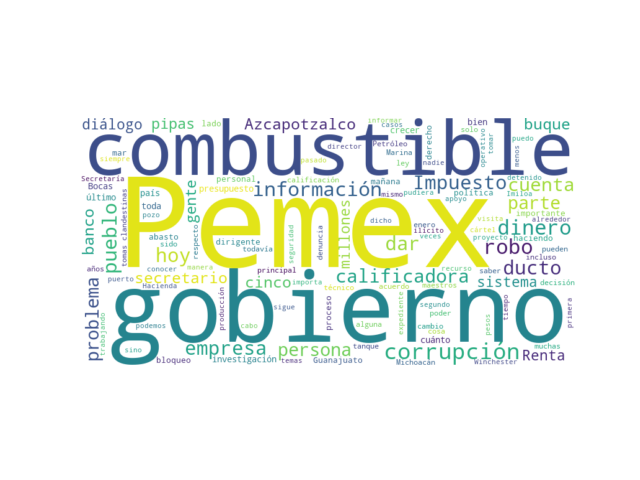 combustible
Pemex
gobierno
diálogo
pipas
lado
Azcapotzalco
informar
casos
crecer
director
Petróleo
Marina
ley
nadie
derecho
solo
bien
operativo
tomar
menos
puedo
buque
mar
siempre
pasado
Secretaría
Bocas
último
tomas clandestinas
país
toda
pozo
personal
calificación
presupuesto
gente
información
mañana
mismo
Impuesto
pudiera
política
apoyo
detenido
Imiloa
cuenta
parte
importante
banco
pueblo
abasto
sido
hoy
respecto
dirigente
todavía
seguridad
denuncia
millones
dicho
dar
enero
veces
ilícito
cártel
visita
proyecto
haciendo
alrededor
dinero
pueden
incluso
robo
ducto
años
puerto
conocer
manera
secretario
Hacienda
producción
principal
cinco
importa
técnico
calificadora
acuerdo
maestros
recurso
saber
sistema
decisión
problema
trabajando
podemos
sino
sigue
cabo
proceso
alguna
expediente
segundo
poder
cambio
cosa
pesos
tiempo
primera
empresa
persona
tanque
corrupción
cuánto
muchas
Renta
bloqueo
investigación
temas
Guanajuato
Michoacán
Winchester